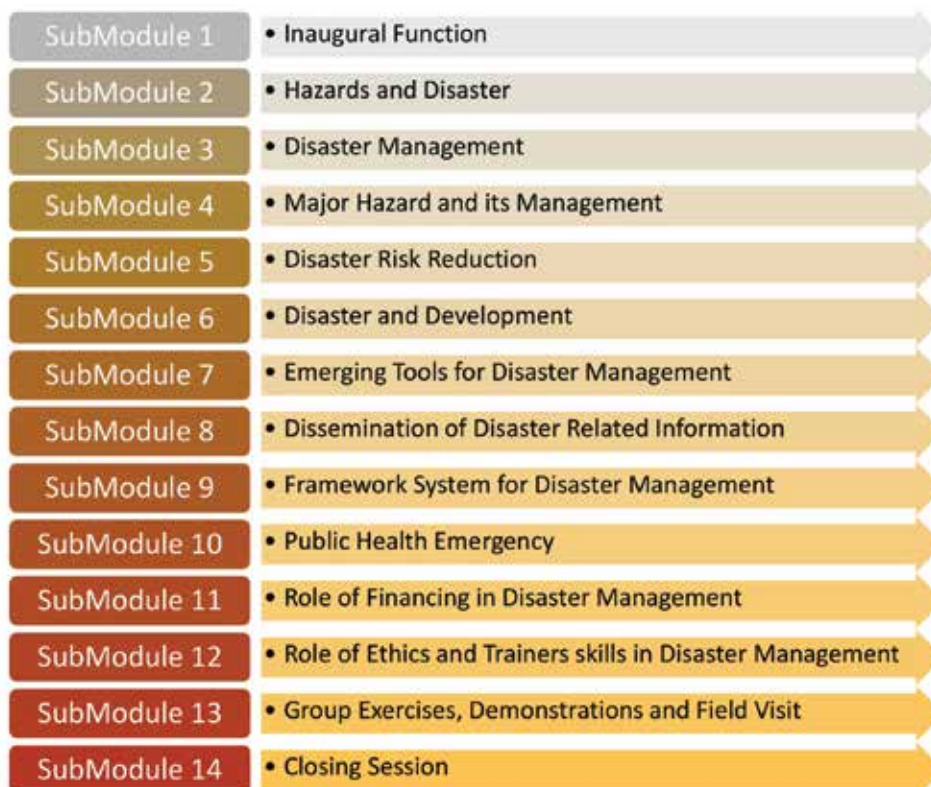 SubModule 1
• Inaugural Function
SubModule 2
• Hazards and Disaster
SubModule 3
• Disaster Management
SubModule 4
• Major Hazard and its Management
SubModule 5
• Disaster Risk Reduction
SubModule 6
• Disaster and Development
SubModule 7
• Emerging Tools for Disaster Management
SubModule 8
• Dissemination of Disaster Related Information
SubModule 9
• Framework System for Disaster Management
SubModule 10
• Public Health Emergency
SubModule 11
• Role of Financing in Disaster Management
SubModule 12
• Role of Ethics and Trainers skills in Disaster Management
SubModule 13
• Group Exercises, Demonstrations and Field Visit
SubModule 14
• Closing Session